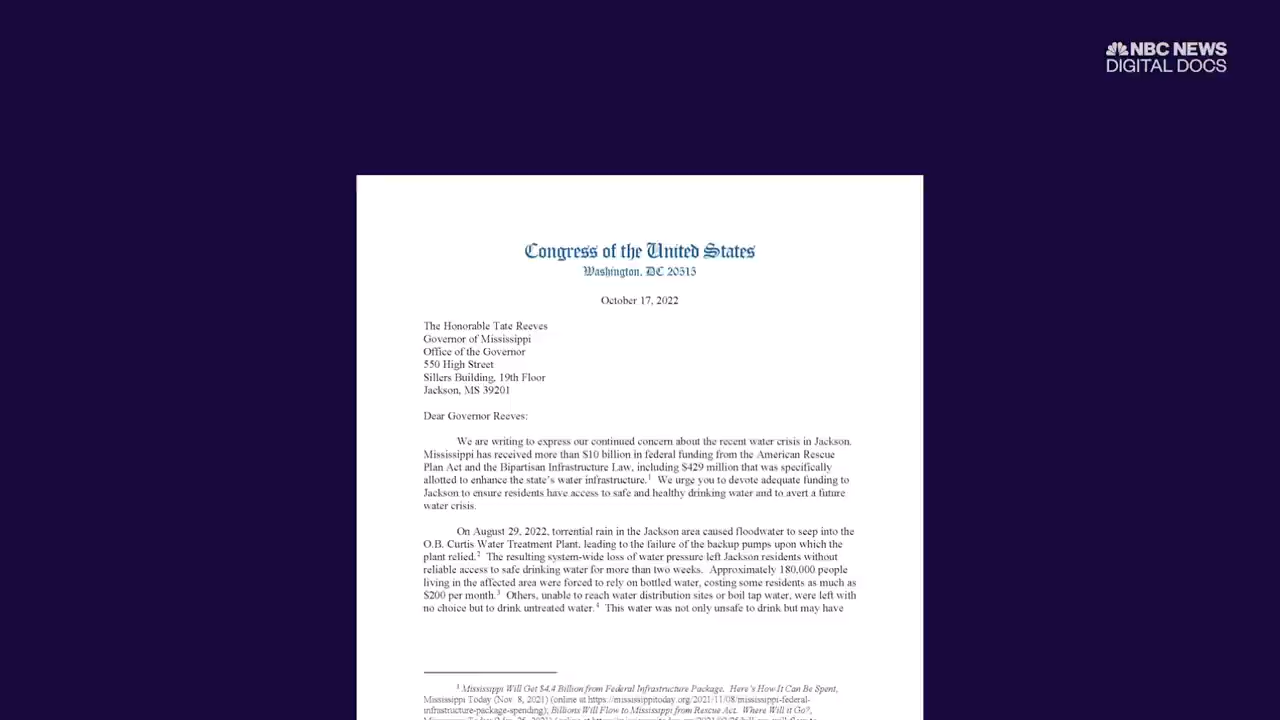 NBC NEWS
DIGITAL DOCS
Congress of the United States
Washington, DC 20515
October 17, 2022
The Honorable Tate Reeves
Governor of Mississippi
Office of the Governor
550 High Street
Sillers Building, 19th Floor
Jackson, MS 39201
Dear Governor Reeves:
We are writing to express our continued concern about the recent water crisis in Jackson.
Mississippi has received more than $10 billion in federal funding from the American Rescue
Plan Act and the Bipartisan Infrastructure Law, including $429 million that was specifically
allotted to enhance the state's water infrastructure.1 We urge you to devote adequate funding to
Jackson to ensure residents have access to safe and healthy drinking water and to avert a future
water crisis.
On August 29, 2022, torrential rain in the Jackson area caused floodwater to seep into the
O.B. Curtis Water Treatment Plant, leading to the failure of the backup pumps upon which the
plant relied.2 The resulting system-wide loss of water pressure left Jackson residents without
reliable access to safe drinking water for more than two weeks. Approximately 180,000 people
living in the affected area were forced to rely on bottled water, costing some residents as much as
$200 per month.3 Others, unable to reach water distribution sites or boil tap water, were left with
no choice but to drink untreated water.4 This water was not only unsafe to drink but may have
1 Mississippi Will Get $4.4 Billion from Federal Infrastructure Package. Here's How It Can Be Spent,
Mississippi Today (Nov. 8, 2021) (online at https://mississippitoday.org/2021/11/08/mississippi-federal-
infrastructure-package-spending); Billions Will Flow to Mississippi from Rescue Act. Where Will it Go?,